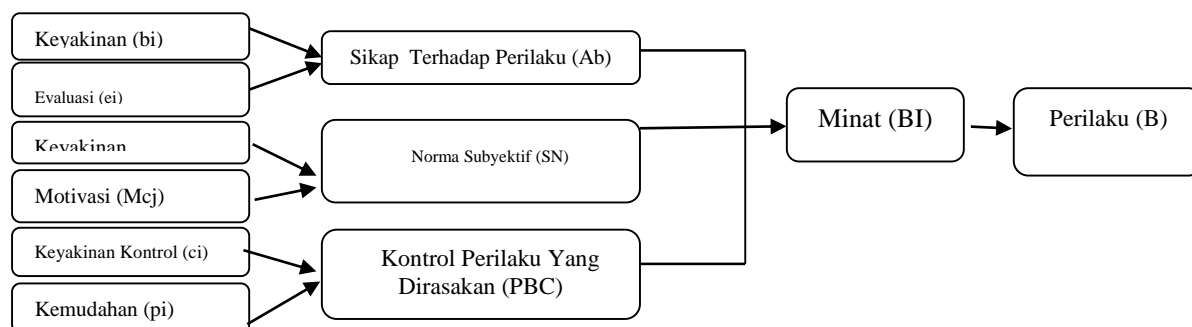 Keyakinan (bi)
Evaluasi (ei)
Keyakinan
Motivasi (Mcj)
Keyakinan Kontrol (ci)
Kemudahan (pi)
Sikap Terhadap Perilaku (Ab)
Norma Subyektif (SN)
Kontrol Perilaku Yang
Dirasakan (PBC)
Minat (BI)
Perilaku (B)